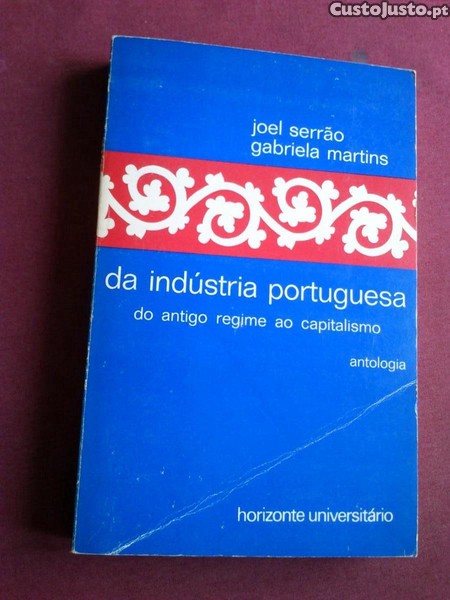 CustoJusto.pt
joel serrão
gabriela martins
da indústria portuguesa
do antigo regime ao capitalismo
antologia
horizonte universitário